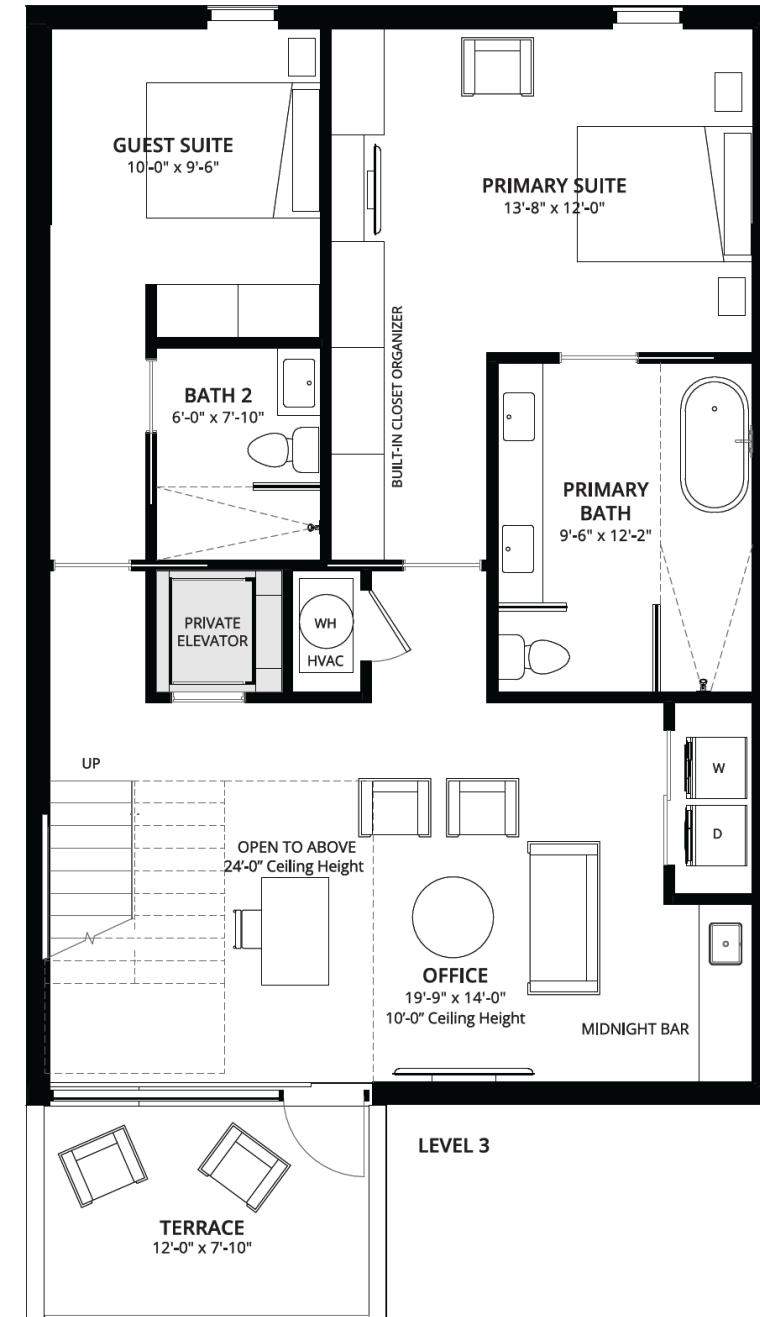 GUEST SUITE
10'-0" x 9'-6"
PRIMARY SUITE
13'-8" x 12'-0"
BUILT-IN CLOSET ORGANIZER
BATH 2
6'-0" x 7'-10"
PRIMARY
BATH
9'-6" x 12'-2"
PRIVATE
ELEVATOR
WH
HVAC
UP
W
D
OPEN TO ABOVE
24'-0" Ceiling Height
OFFICE
19'-9" x 14'-0"
10'-0" Ceiling Height
MIDNIGHT BAR
LEVEL 3
TERRACE
12'-0" x 7'-10"